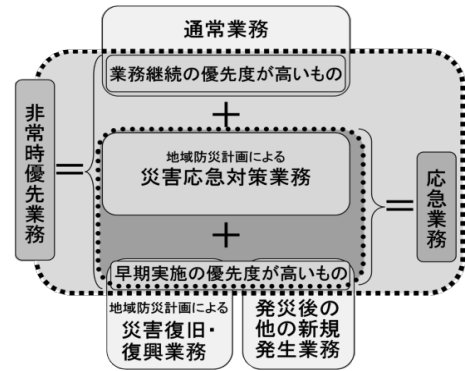 通常業務
業務継続の優先度が高いもの
+
非常時優先業務
=
地域防災計画による
災害応急対策業務
=
応急業務
+
早期実施の優先度が高いもの
地域防災計画による
災害復旧・
復興業務
発災後の
他の新規
発生業務